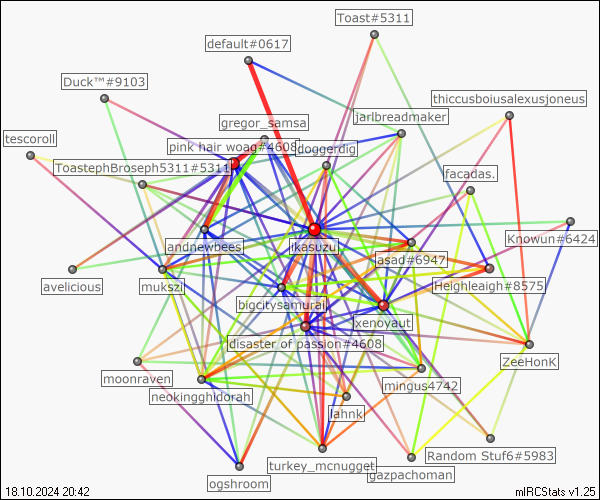 Toast#5311
default#0617
Duck™#9103
thiccusboiusalexusjoneus
gregor_samsa
jarlbreadmaker
tescoroll
pink hair woag#4608
doggerdig
ToastephBroseph5311#5311
facadas.
andnewbees
ikasuzu
Knowun#6424
asad#6947
avelicious
mukszi
Heighleaigh#8575
bigcitysamurai
xenoyaut
disaster of passion#4608
ZeeHonK
moonraven
mingus4742
neokingghidorah
lahnk
Random Stuf6#5983
turkey_mcnugget
gazpachoman
ogshroom
18.10.2024 20:42
mIRCStats v1.25